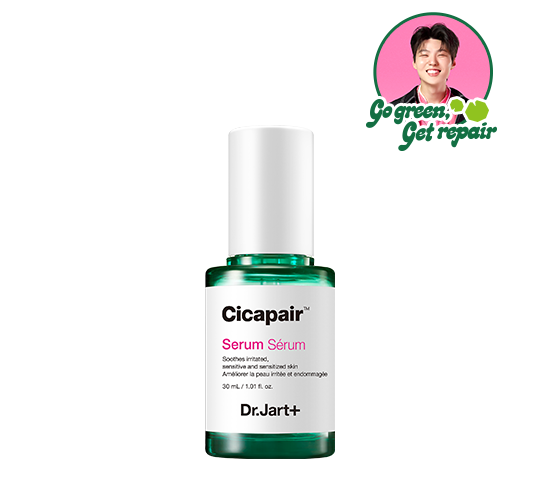 Go green,
Get repair
Cicapair™
Serum Sérum
Soothes irritated,
sensitive and sensitized skin
Améliorer la peau irritée et endommagée
30 mL / 1.01 fl. oz.
Dr.Jart+